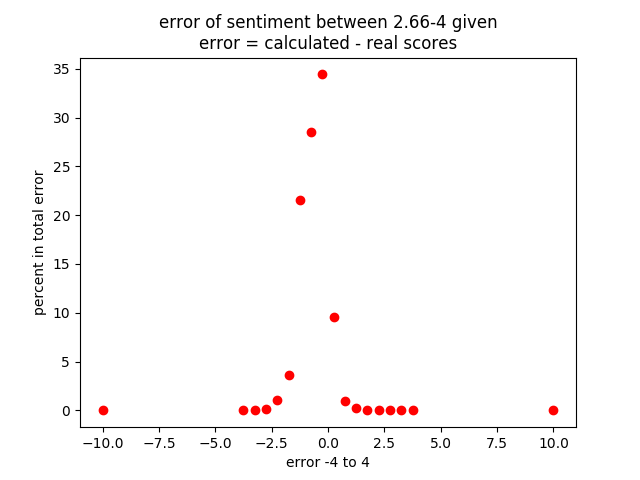 error of sentiment between 2.66-4 given
error = calculated - real scores
percent in total error
35
30
25
20
15
10
5
0
−10.0 −7.5 −5.0 −2.5 0.0 2.5 5.0 7.5 10.0
error -4 to 4